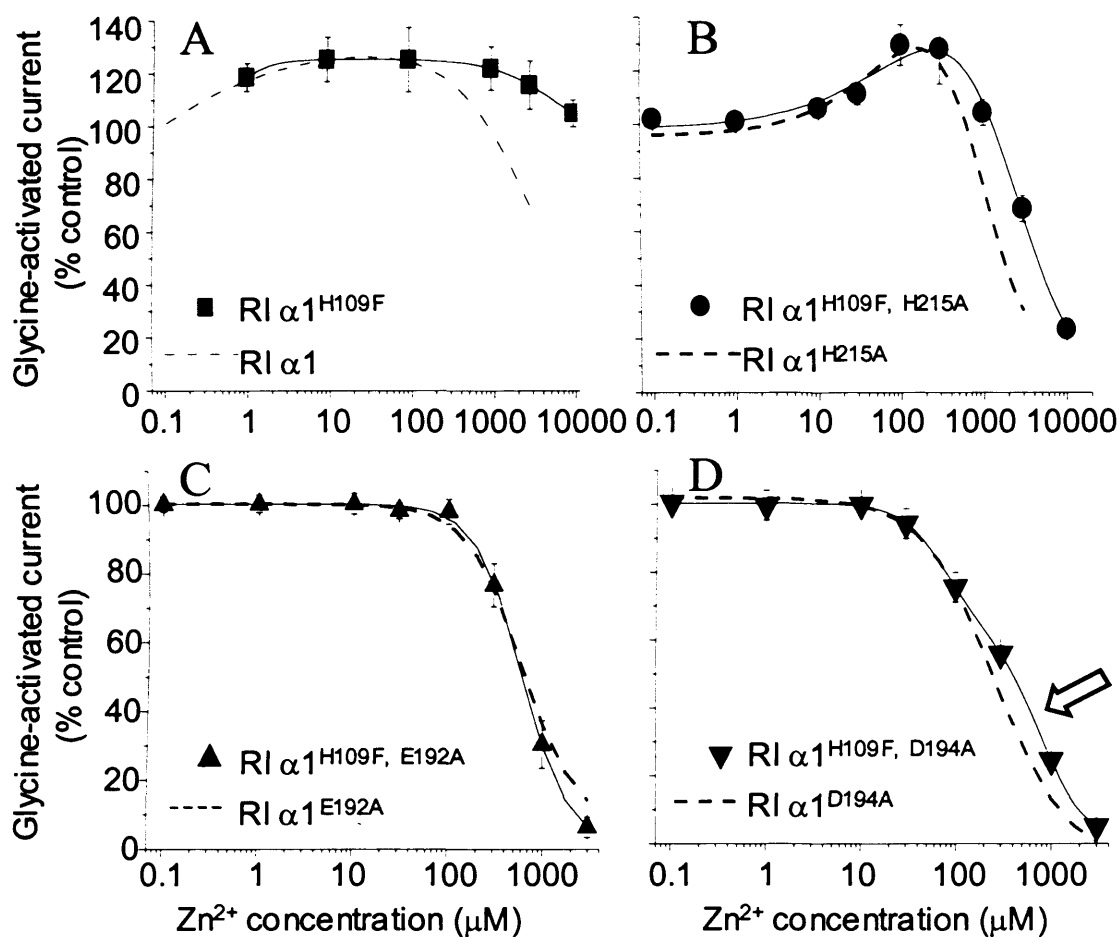 A
Glycine-activated current
(% control)
140
120
100
80
60
40
20
0
RI α1H109F
RI α1
0.1 1 10 100 1000 10000
B
RI α1H109F, H215A
RI α1H215A
0.1 1 10 100 1000 10000
C
Glycine-activated current
(% control)
100
80
60
40
20
0
RI α1H109F, E192A
RI α1E192A
0.1 1 10 100 1000
Zn2+ concentration (μM)
D
RI α1H109F, D194A
RI α1D194A
0.1 1 10 100 1000
Zn2+ concentration (μM)